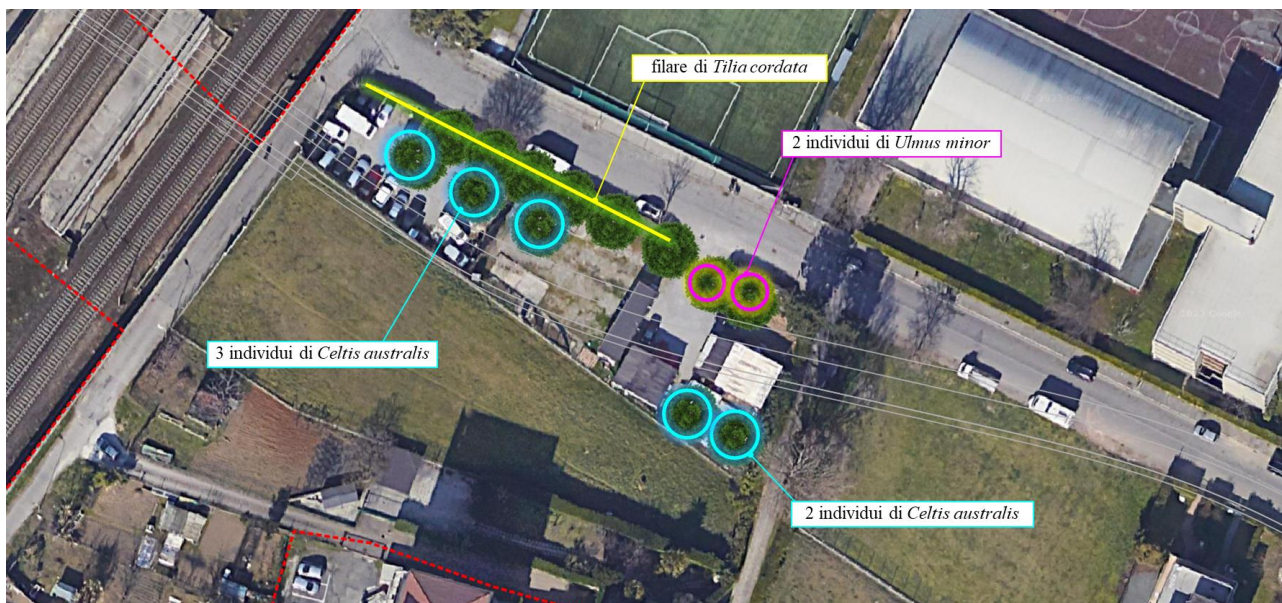 filare di Tilia cordata
2 individui di Ulmus minor
3 individui di Celtis australis
2 individui di Celtis australis